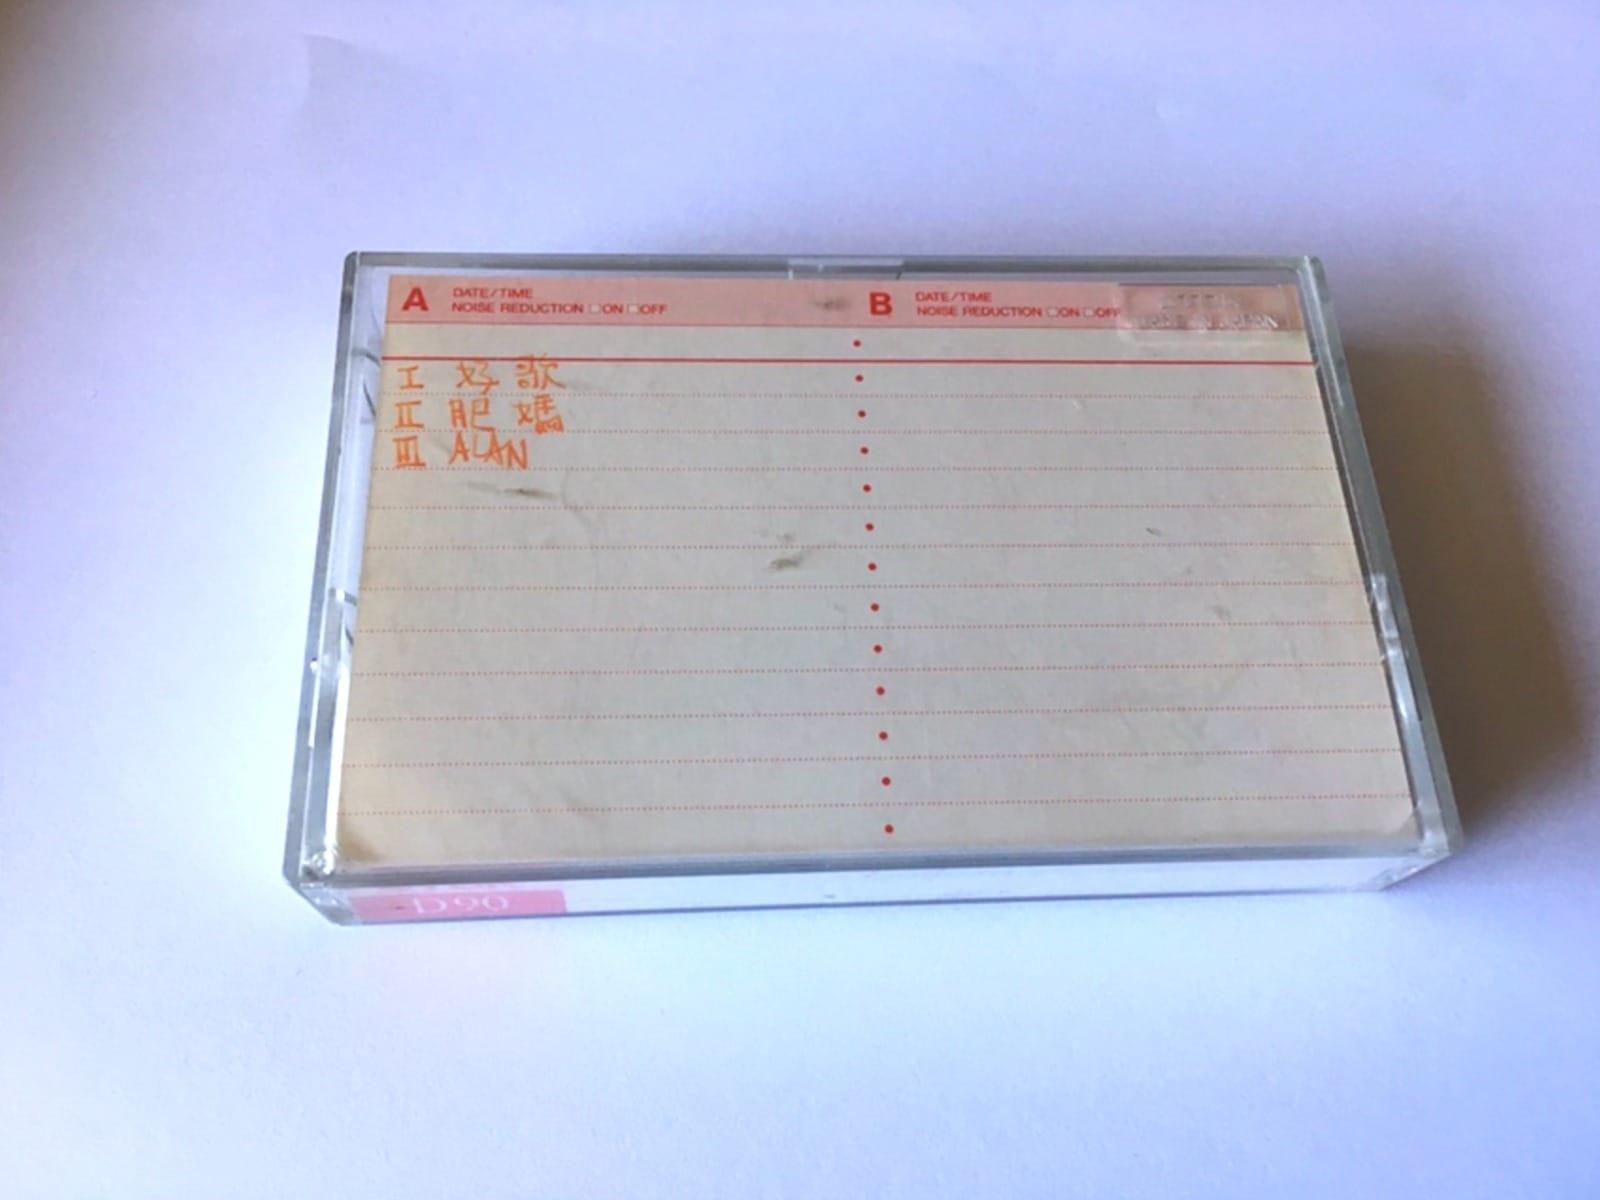 A DATE/TIME
NOISE REDUCTION □ON □OFF
B DATE/TIME
NOISE REDUCTION □ON □OFF
I 好歌
II 肥媽
III ALAN
D90